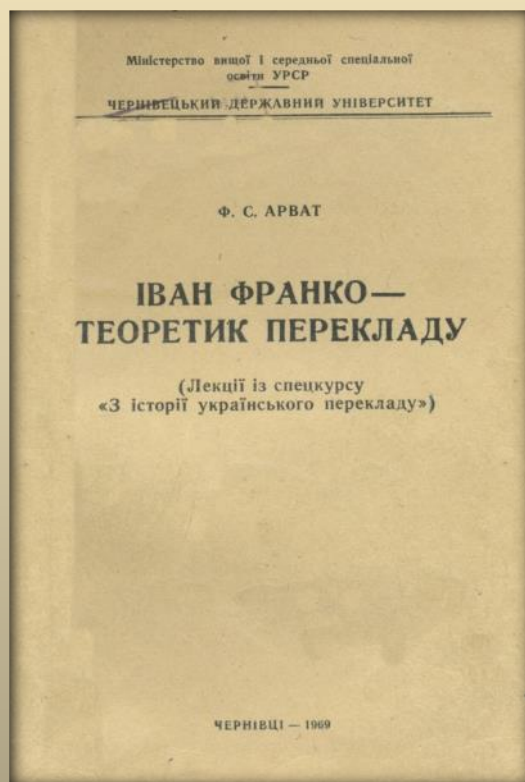 Міністерство вищої і середньої спеціальної
освіти УРСР
ЧЕРНІВЕЦЬКИЙ ДЕРЖАВНИЙ УНІВЕРСИТЕТ
Ф. С. АРВАТ
ІВАН ФРАНКО —
ТЕОРЕТИК ПЕРЕКЛАДУ
(Лекції із спецкурсу
«З історії українського перекладу»)
ЧЕРНІВЦІ — 1969